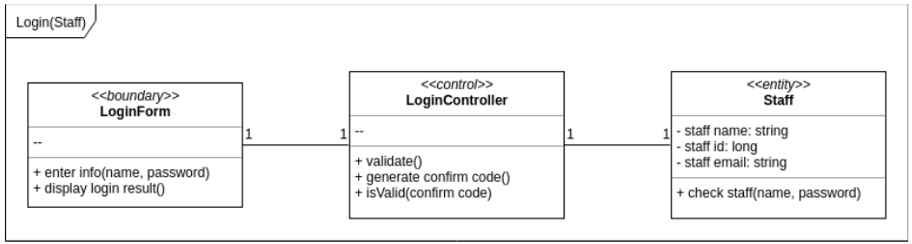 Login(Staff)
<<boundary>>
LoginForm
--
+ enter info(name, password)
+ display login result()
1
1
<<control>>
LoginController
--
+ validate()
+ generate confirm code()
+ isValid(confirm code)
1
1
<<entity>>
Staff
- staff name: string
- staff id: long
- staff email: string
+ check staff(name, password)